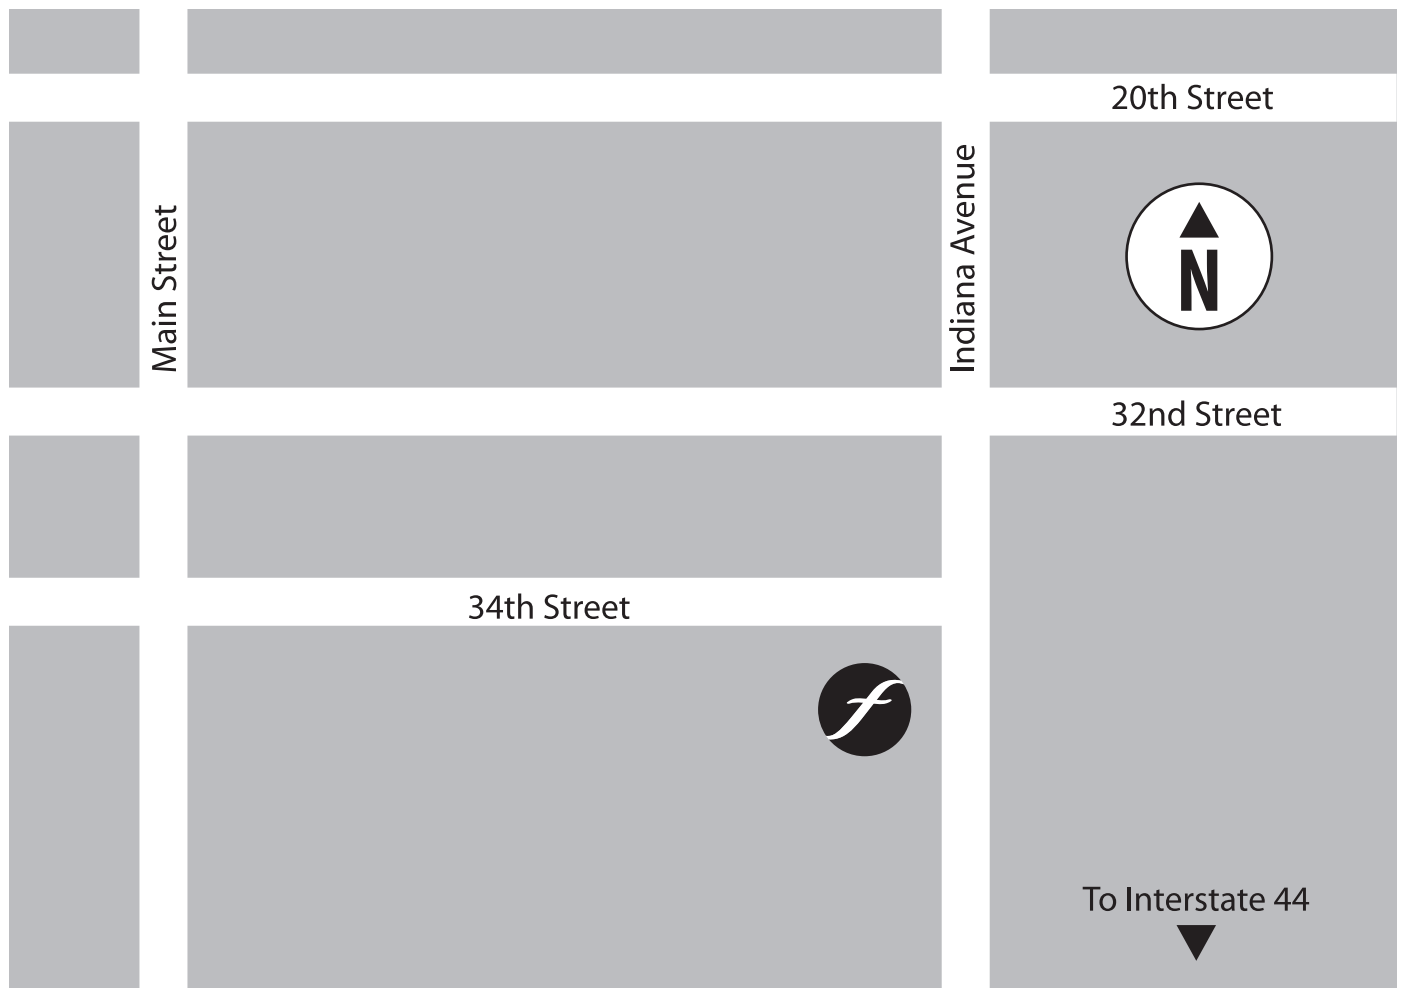 20th Street
Indiana Avenue
Main Street
N
32nd Street
34th Street
f
To Interstate 44